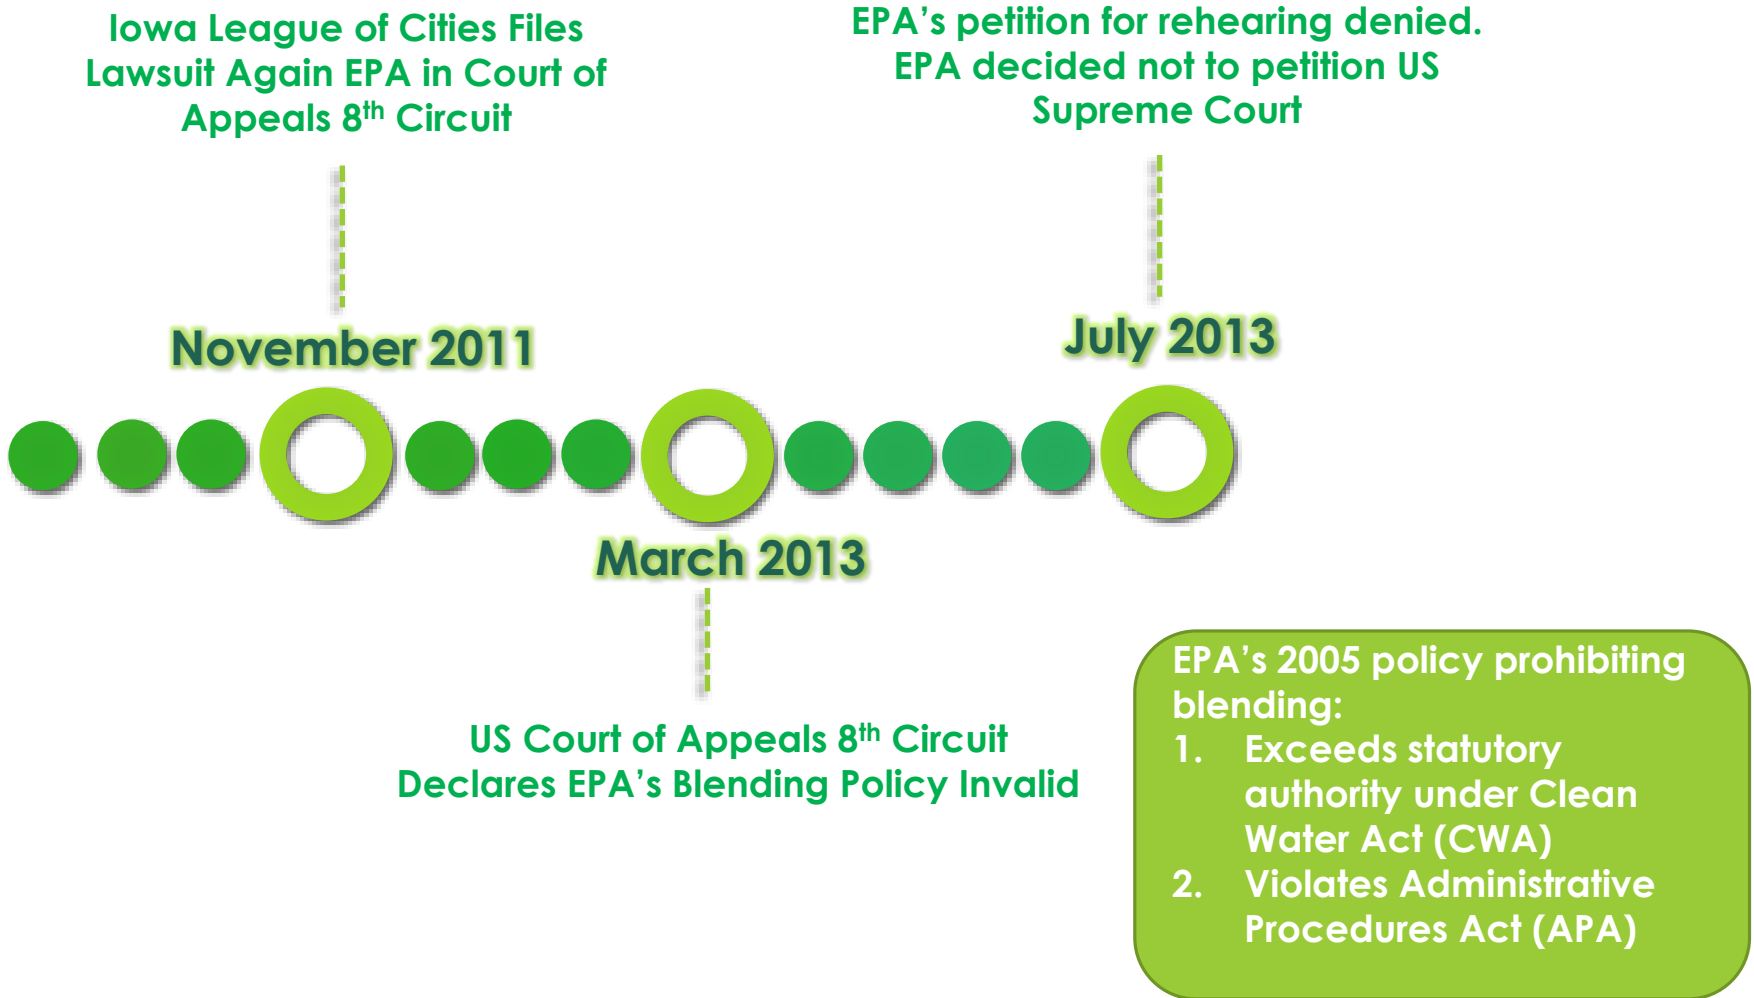 Iowa League of Cities Files
Lawsuit Again EPA in Court of
Appeals 8th Circuit
EPA’s petition for rehearing denied.
EPA decided not to petition US
Supreme Court
November 2011
July 2013
March 2013
US Court of Appeals 8th Circuit
Declares EPA’s Blending Policy Invalid
EPA’s 2005 policy prohibiting
blending:
1. Exceeds statutory
authority under Clean
Water Act (CWA)
2. Violates Administrative
Procedures Act (APA)